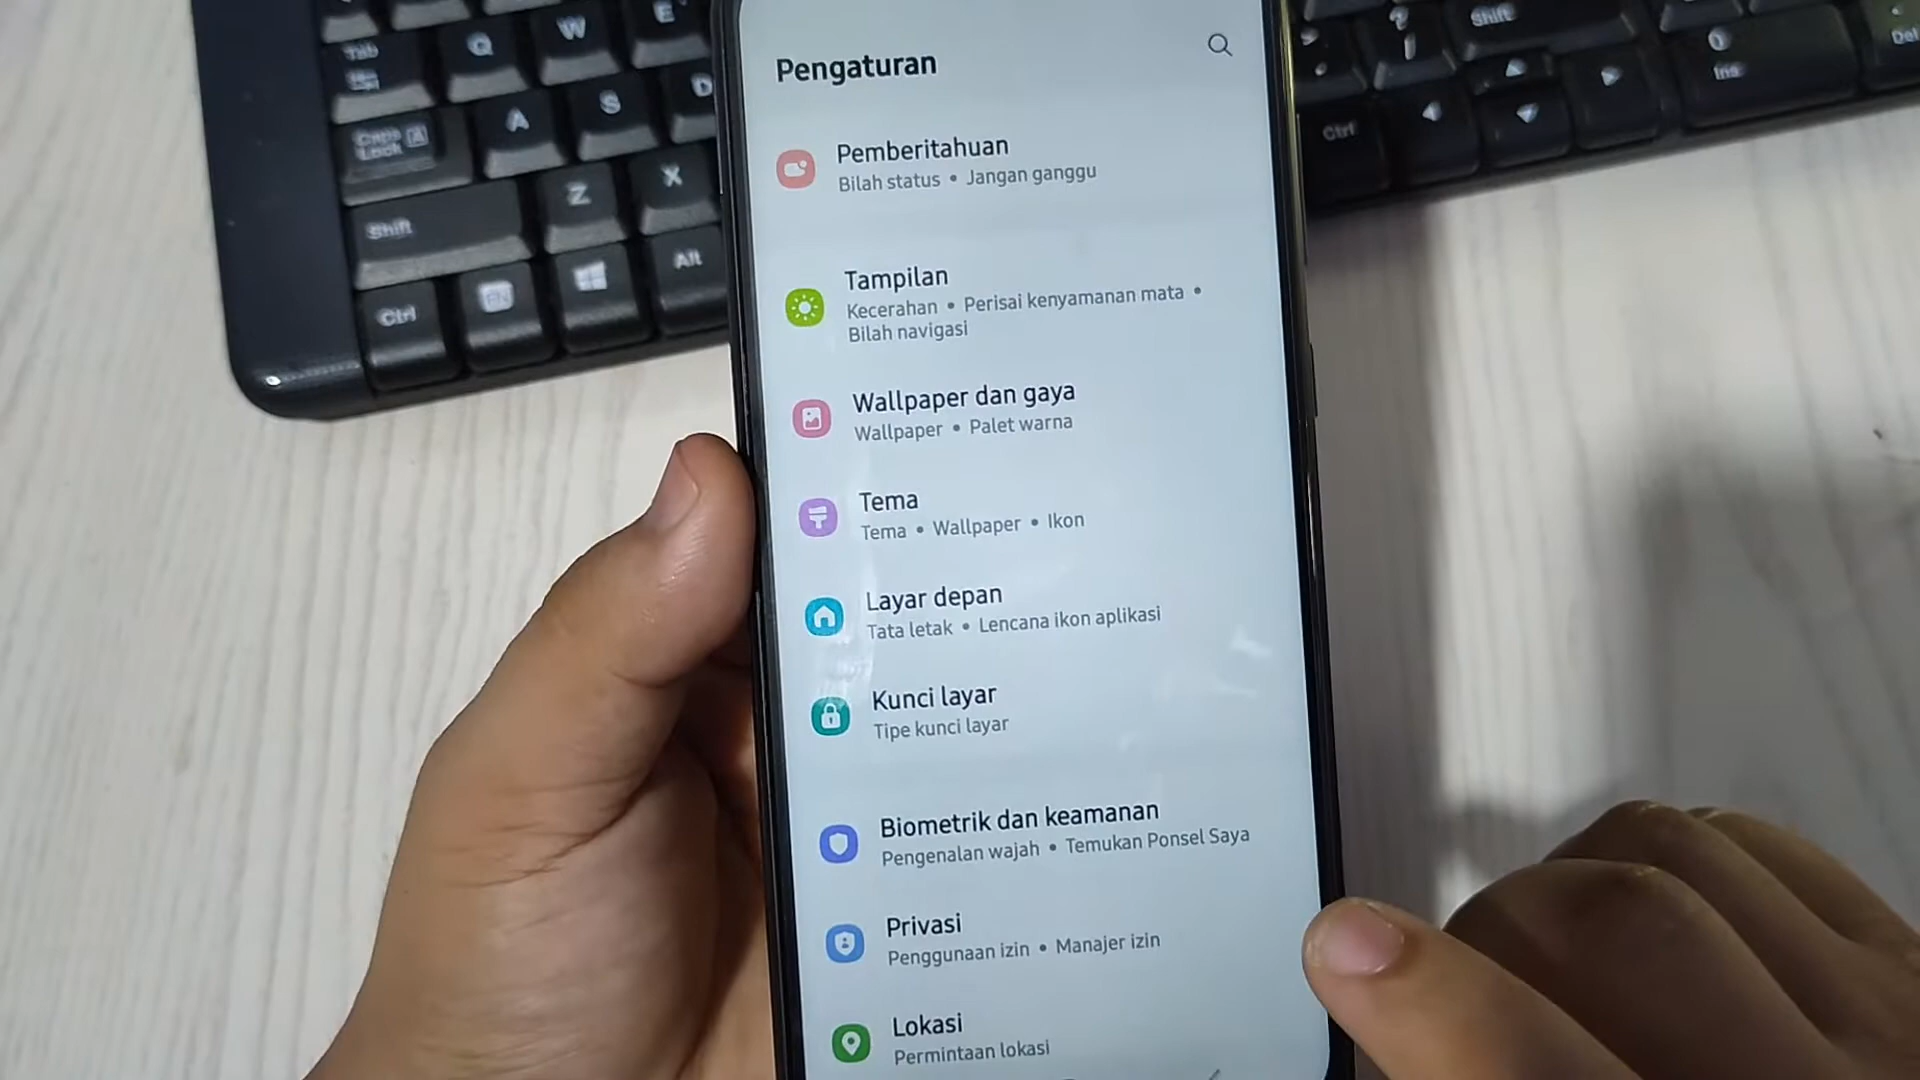 Tab
Q
W
E
Caps
Lock
A
A
S
D
Shift
Z
X
Ctrl
Alt
?
Shift
Ctrl
Ins
Del
Pengaturan
Pemberitahuan
Bilah status • Jangan ganggu
Tampilan
Kecerahan • Perisai kenyamanan mata •
Bilah navigasi
Wallpaper dan gaya
Wallpaper • Palet warna
Tema
Tema • Wallpaper • Ikon
Layar depan
Tata letak • Lencana ikon aplikasi
Kunci layar
Tipe kunci layar
Biometrik dan keamanan
Pengenalan wajah • Temukan Ponsel Saya
Privasi
Penggunaan izin • Manajer izin
Lokasi
Permintaan lokasi